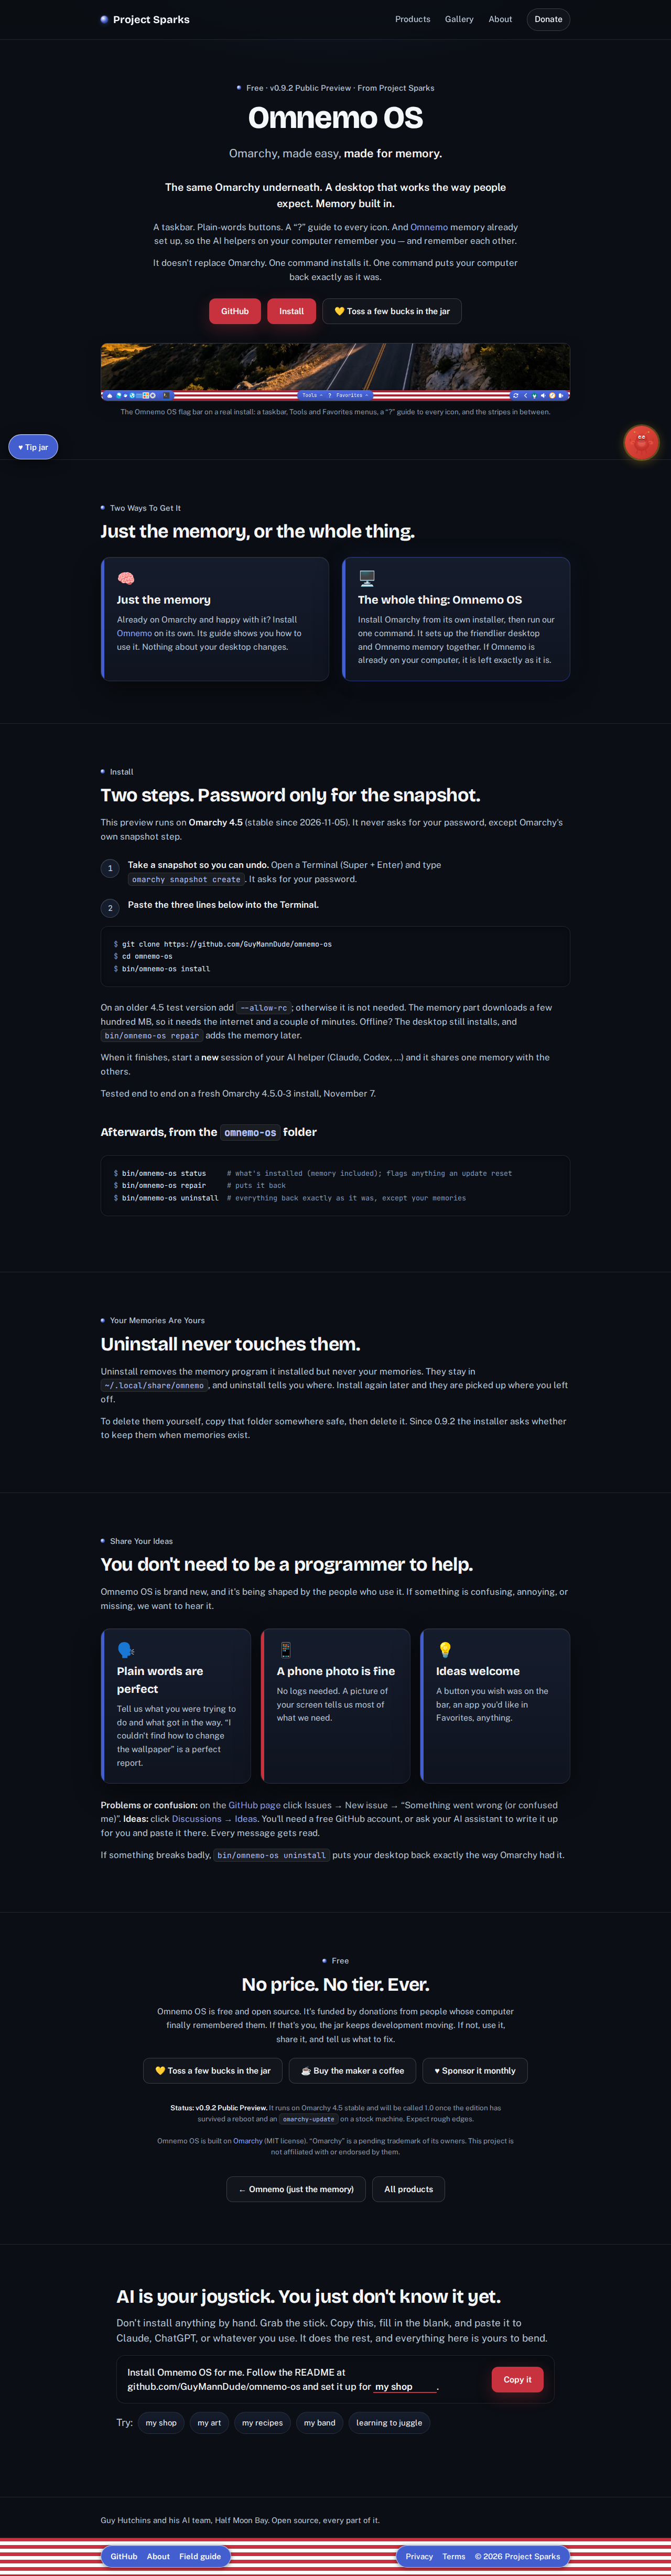 Project Sparks
Products Gallery About Donate
Free · v0.9.2 Public Preview · From Project Sparks
Omnemo OS
Omarchy, made easy, made for memory.
The same Omarchy underneath. A desktop that works the way people
expect. Memory built in.
A taskbar. Plain-words buttons. A “?” guide to every icon. And Omnemo memory already
set up, so the AI helpers on your computer remember you — and remember each other.
It doesn't replace Omarchy. One command installs it. One command puts your computer
back exactly as it was.
GitHub Install 💛 Toss a few bucks in the jar
Tools ? Favorites
The Omnemo OS flag bar on a real install: a taskbar, Tools and Favorites menus, a “?” guide to every icon, and the stripes in between.
♥ Tip jar
Two Ways To Get It
Just the memory, or the whole thing.
Just the memory
Already on Omarchy and happy with it? Install
Omnemo on its own. Its guide shows you how to
use it. Nothing about your desktop changes.
The whole thing: Omnemo OS
Install Omarchy from its own installer, then run our
one command. It sets up the friendlier desktop
and Omnemo memory together. If Omnemo is
already on your computer, it is left exactly as it is.
Install
Two steps. Password only for the snapshot.
This preview runs on Omarchy 4.5 (stable since 2026-11-05). It never asks for your password, except Omarchy's
own snapshot step.
1 Take a snapshot so you can undo. Open a Terminal (Super + Enter) and type
omarchy snapshot create. It asks for your password.
2 Paste the three lines below into the Terminal.
$ git clone https://github.com/GuyMannDude/omnemo-os
$ cd omnemo-os
$ bin/omnemo-os install
On an older 4.5 test version add --allow-rc; otherwise it is not needed. The memory part downloads a few
hundred MB, so it needs the internet and a couple of minutes. Offline? The desktop still installs, and
bin/omnemo-os repair adds the memory later.
When it finishes, start a new session of your AI helper (Claude, Codex, ...) and it shares one memory with the
others.
Tested end to end on a fresh Omarchy 4.5.0-3 install, November 7.
Afterwards, from the omnemo-os folder
$ bin/omnemo-os status # what's installed (memory included); flags anything an update reset
$ bin/omnemo-os repair # puts it back
$ bin/omnemo-os uninstall # everything back exactly as it was, except your memories
Your Memories Are Yours
Uninstall never touches them.
Uninstall removes the memory program it installed but never your memories. They stay in
~/.local/share/omnemo, and uninstall tells you where. Install again later and they are picked up where you left
off.
To delete them yourself, copy that folder somewhere safe, then delete it. Since 0.9.2 the installer asks whether
to keep them when memories exist.
Share Your Ideas
You don't need to be a programmer to help.
Omnemo OS is brand new, and it's being shaped by the people who use it. If something is confusing, annoying, or
missing, we want to hear it.
Plain words are
perfect
Tell us what you were trying to
do and what got in the way. “I
couldn't find how to change
the wallpaper” is a perfect
report.
A phone photo is fine
No logs needed. A picture of
your screen tells us most of
what we need.
Ideas welcome
A button you wish was on the
bar, an app you'd like in
Favorites, anything.
Problems or confusion: on the GitHub page click Issues → New issue → “Something went wrong (or confused
me)”. Ideas: click Discussions → Ideas. You'll need a free GitHub account, or ask your AI assistant to write it up
for you and paste it there. Every message gets read.
If something breaks badly, bin/omnemo-os uninstall puts your desktop back exactly the way Omarchy had it.
Free
No price. No tier. Ever.
Omnemo OS is free and open source. It's funded by donations from people whose computer
finally remembered them. If that's you, the jar keeps development moving. If not, use it,
share it, and tell us what to fix.
💛 Toss a few bucks in the jar ☕ Buy the maker a coffee ♥ Sponsor it monthly
Status: v0.9.2 Public Preview. It runs on Omarchy 4.5 stable and will be called 1.0 once the edition has
survived a reboot and an omarchy-update on a stock machine. Expect rough edges.
Omnemo OS is built on Omarchy (MIT license). “Omarchy” is a pending trademark of its owners. This project is
not affiliated with or endorsed by them.
← Omnemo (just the memory) All products
AI is your joystick. You just don't know it yet.
Don't install anything by hand. Grab the stick. Copy this, fill in the blank, and paste it to
Claude, ChatGPT, or whatever you use. It does the rest, and everything here is yours to bend.
Install Omnemo OS for me. Follow the README at
github.com/GuyMannDude/omnemo-os and set it up for my shop.
Copy it
Try: my shop my art my recipes my band learning to juggle
Guy Hutchins and his AI team, Half Moon Bay. Open source, every part of it.
GitHub About Field guide
Privacy Terms © 2026 Project Sparks